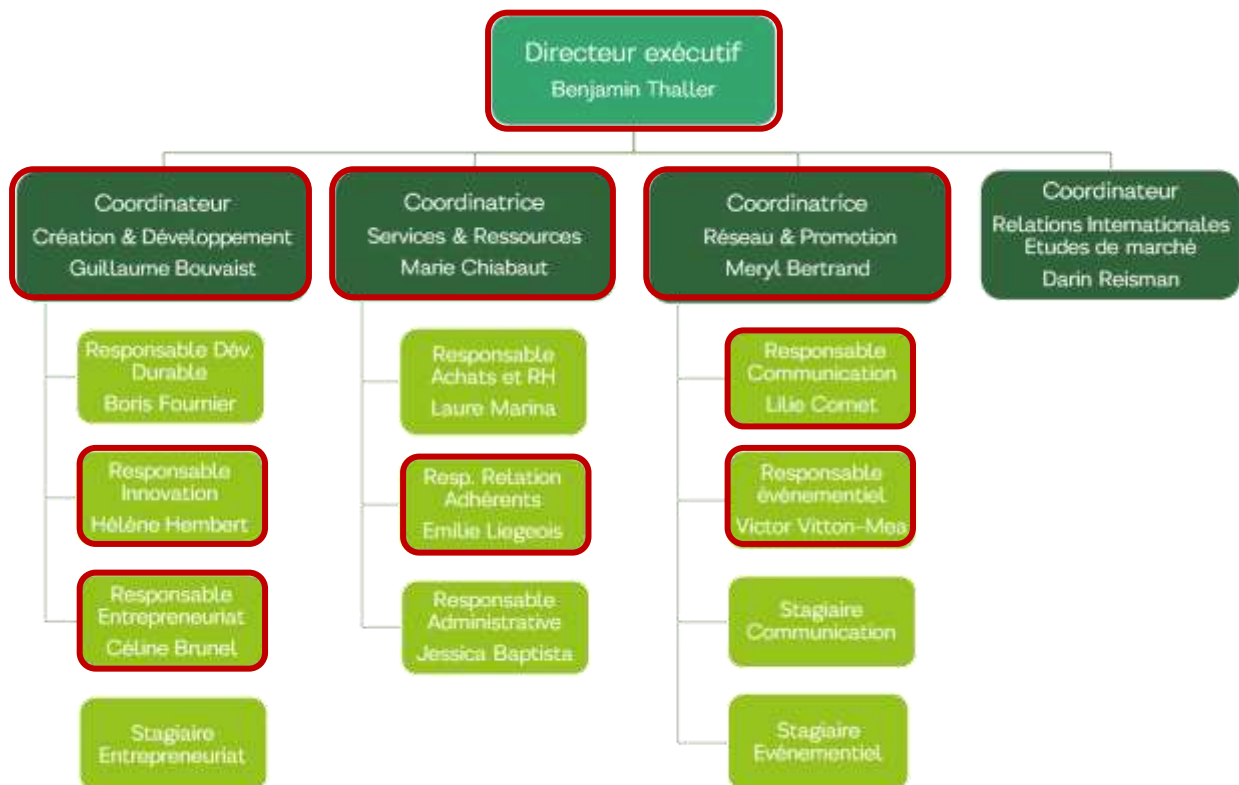 Directeur exécutif
Benjamin Thaller
Coordinateur
Création & Développement
Guillaume Bouvaist
Coordinatrice
Services & Ressources
Marie Chiabaut
Coordinatrice
Réseau & Promotion
Meryl Bertrand
Coordinateur
Relations Internationales
Etudes de marché
Darin Reisman
Responsable Dév.
Durable
Boris Fournier
Responsable
Innovation
Hélène Hembert
Responsable
Entrepreneuriat
Céline Brunel
Stagiaire
Entrepreneuriat
Responsable
Achats et RH
Laure Marina
Resp. Relation
Adhérents
Emilie Liegeois
Responsable
Administrative
Jessica Baptista
Responsable
Communication
Lilie Cornet
Responsable
événementiel
Victor Vitton-Mea
Stagiaire
Communication
Stagiaire
Evénementiel